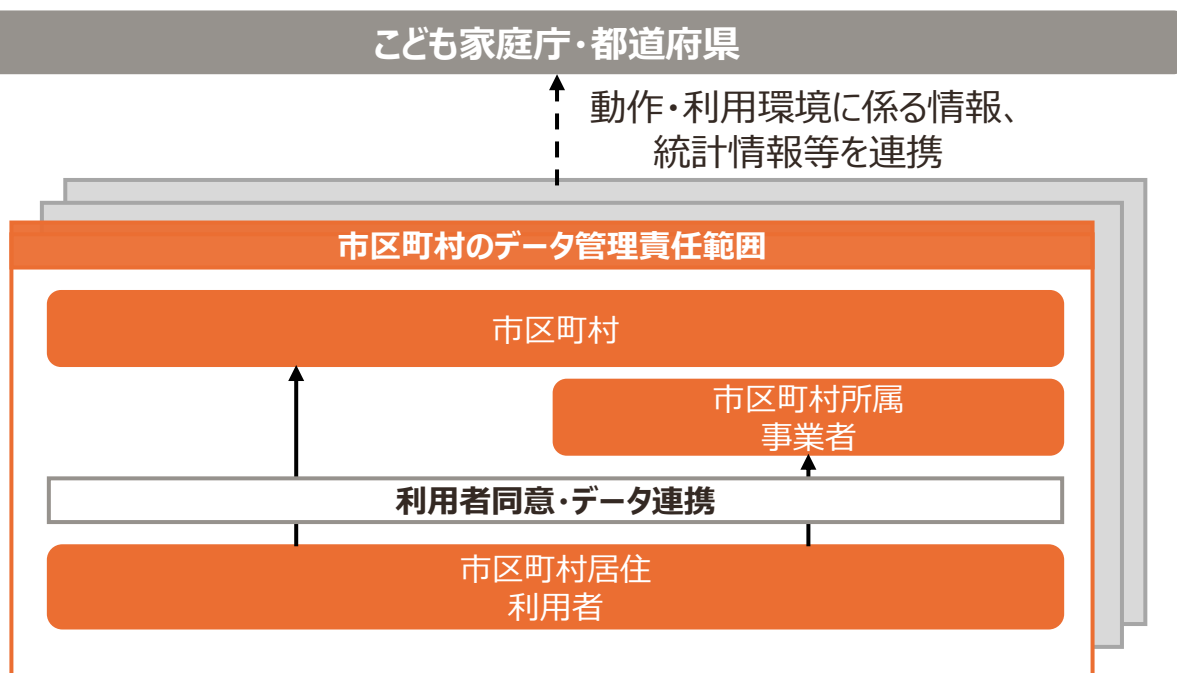 こども家庭庁・都道府県
動作・利用環境に係る情報、
統計情報等を連携
市区町村のデータ管理責任範囲
市区町村
市区町村所属
事業者
利用者同意・データ連携
市区町村居住
利用者